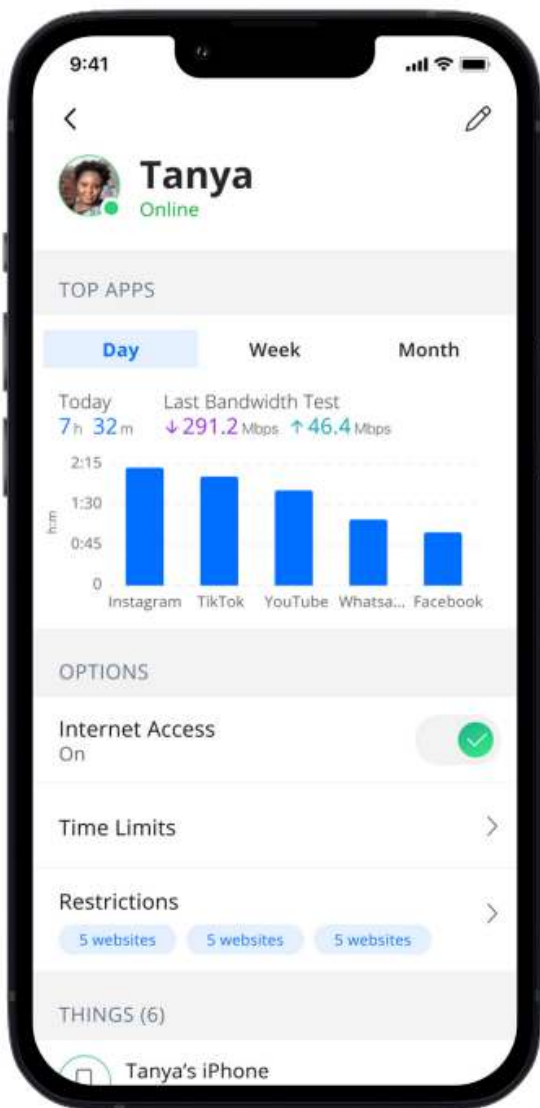 9:41
Tanya
Online
TOP APPS
Day Week Month
Today Last Bandwidth Test
7h 32m ↓291.2 Mbps ↑46.4 Mbps
2:15
1:30
0:45
0
h:m
Instagram TikTok YouTube Whatsa... Facebook
OPTIONS
Internet Access
On
Time Limits
Restrictions
5 websites 5 websites 5 websites
THINGS (6)
Tanya’s iPhone